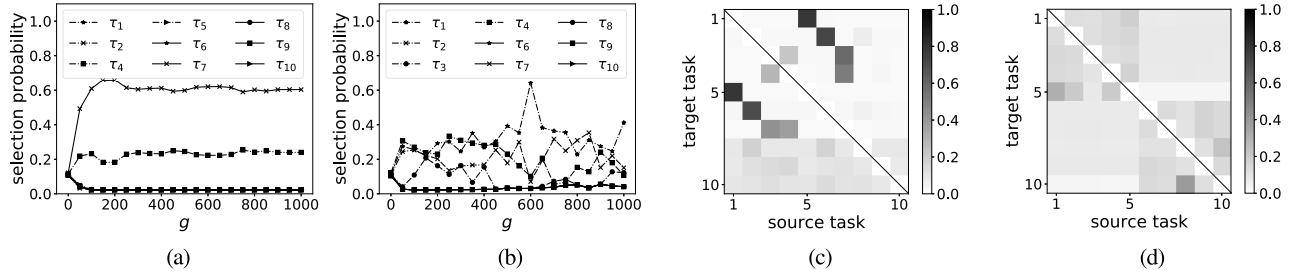 selection probability
1.0
0.8
0.6
0.4
0.2
0.0
τ1 τ5 τ8
τ2 τ6 τ9
τ4 τ7 τ10
0 200 400 600 800 1000
g
(a)
selection probability
1.0
0.8
0.6
0.4
0.2
0.0
τ1 τ4 τ8
τ2 τ6 τ9
τ3 τ7 τ10
0 200 400 600 800 1000
g
(b)
target task
1
5
10
1 5 10
source task
1.0
0.8
0.6
0.4
0.2
0.0
(c)
target task
1
5
10
1 5 10
source task
1.0
0.8
0.6
0.4
0.2
0.0
(d)